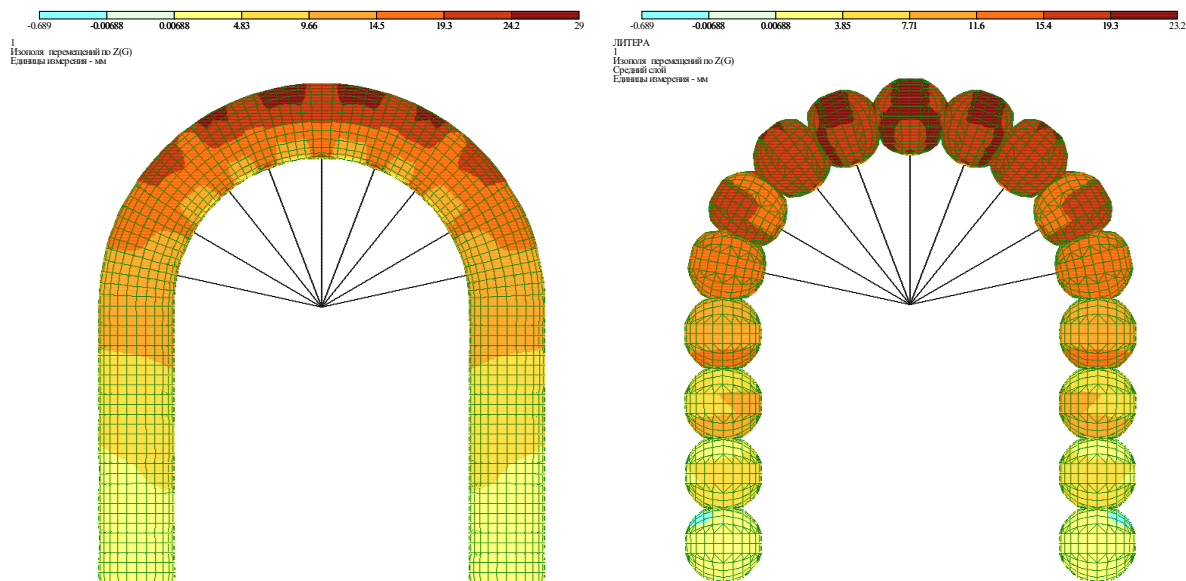 -0.689 -0.00688 0.00688 4.83 9.66 14.5 19.3 24.2 29
1
Изополя перемещений по Z(G)
Единицы измерения - мм
-0.689 -0.00688 0.00688 3.85 7.71 11.6 15.4 19.3 23.2
ЛИТЕРА
1
Изополя перемещений по Z(G)
Средний слой
Единицы измерения - мм